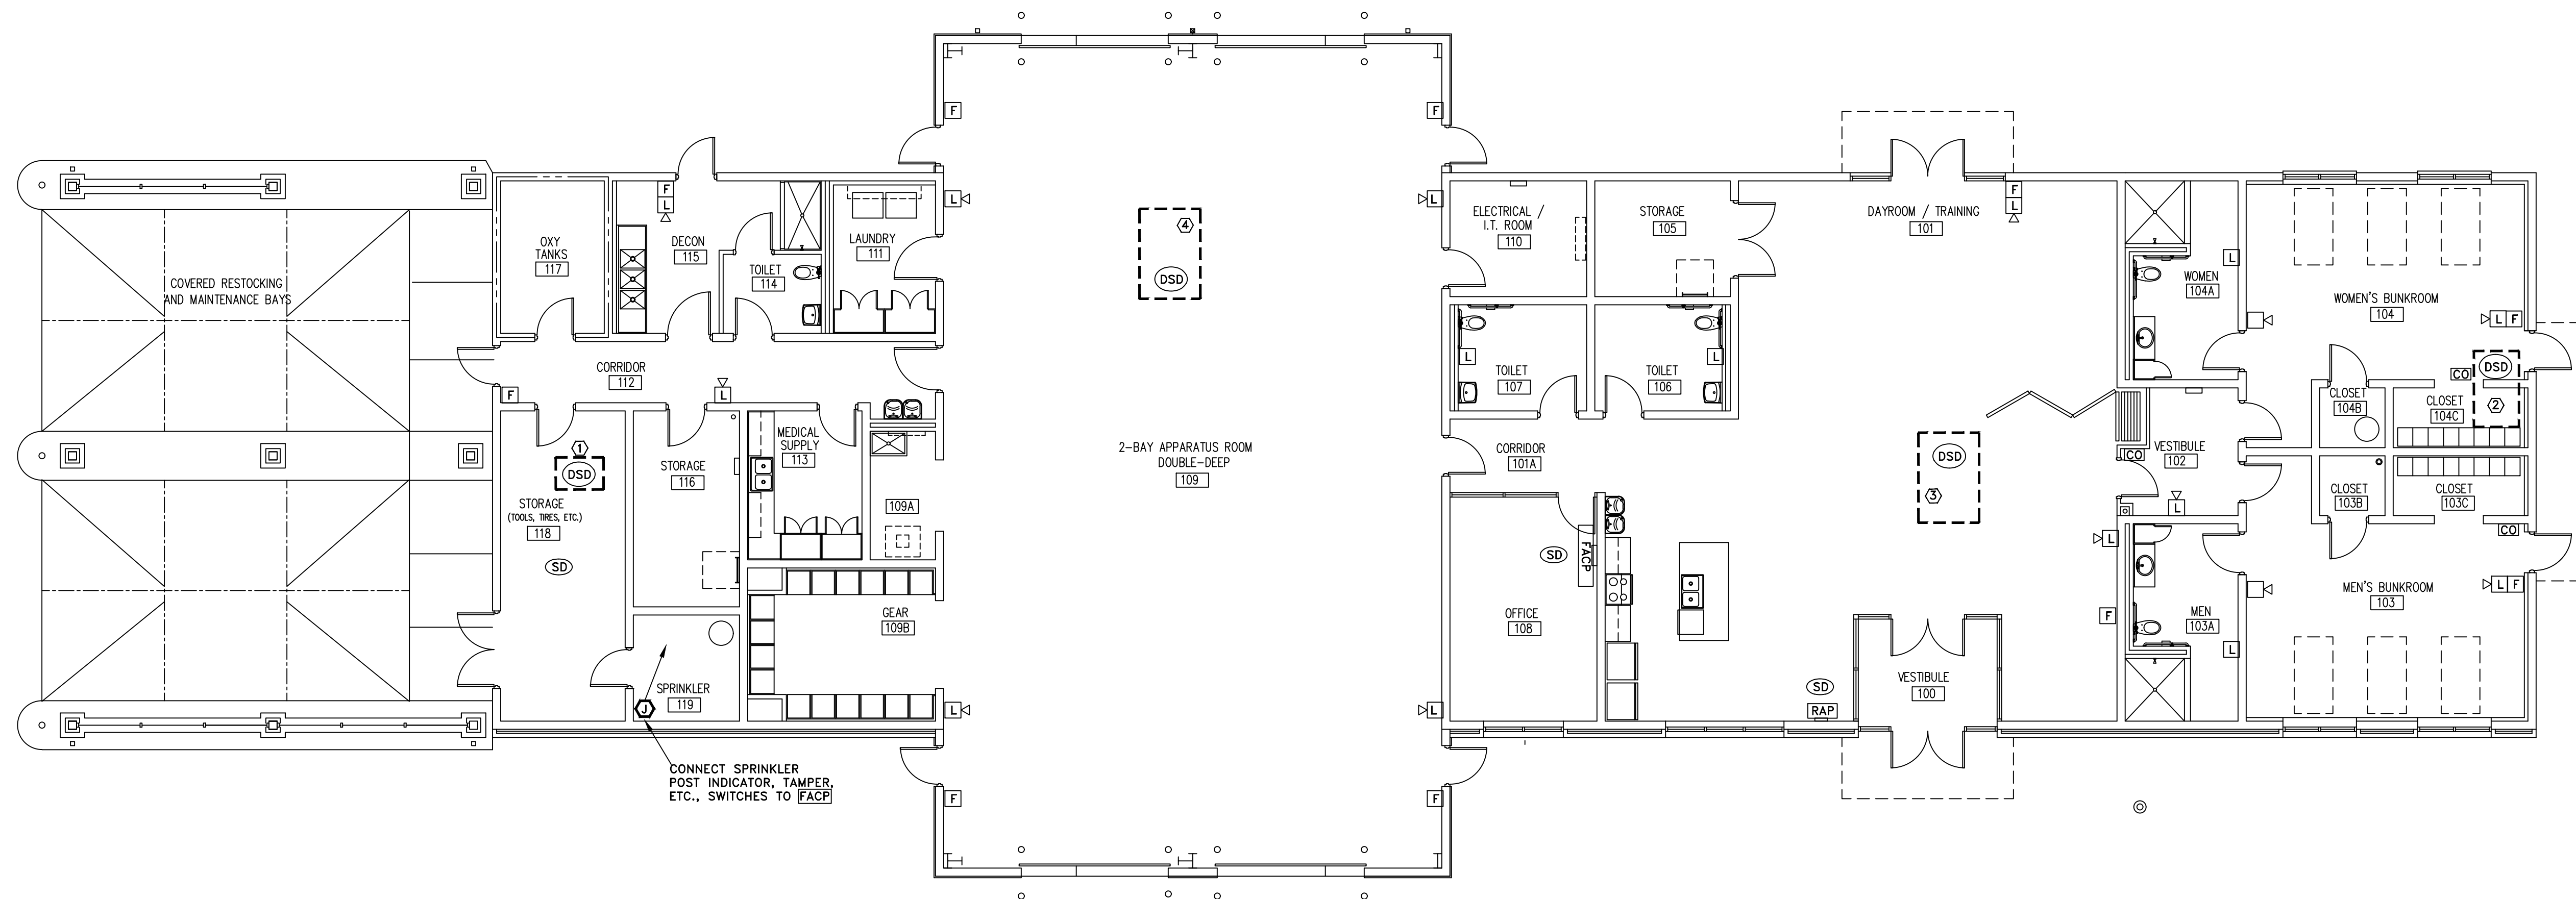 COVERED RESTOCKING
AND MAINTENANCE BAYS
OXY
TANKS
117
F
L
DECON
115
TOILET
114
LAUNDRY
111
CORRIDOR
112
F
L
1
DSD
STORAGE
(TOOLS, TIRES, ETC.)
118
SD
STORAGE
116
MEDICAL
SUPPLY
113
109A
GEAR
109B
SPRINKLER
119
J
CONNECT SPRINKLER
POST INDICATOR, TAMPER,
ETC., SWITCHES TO FACP
F
F
L
L
4
DSD
2-BAY APPARATUS ROOM
DOUBLE-DEEP
109
L
L
F
F
ELECTRICAL /
I.T. ROOM
110
STORAGE
105
DAYROOM / TRAINING
101
F
L
L
TOILET
107
L
TOILET
106
CORRIDOR
101A
SD
FACP
OFFICE
108
DSD
3
SD
RAP
VESTIBULE
100
L
F
WOMEN
104A
L
WOMEN'S BUNKROOM
104
L F
CO
DSD
2
CLOSET
104B
CLOSET
104C
CO
VESTIBULE
102
L
CLOSET
103B
CLOSET
103C
CO
MEN
103A
L
MEN'S BUNKROOM
103
L F